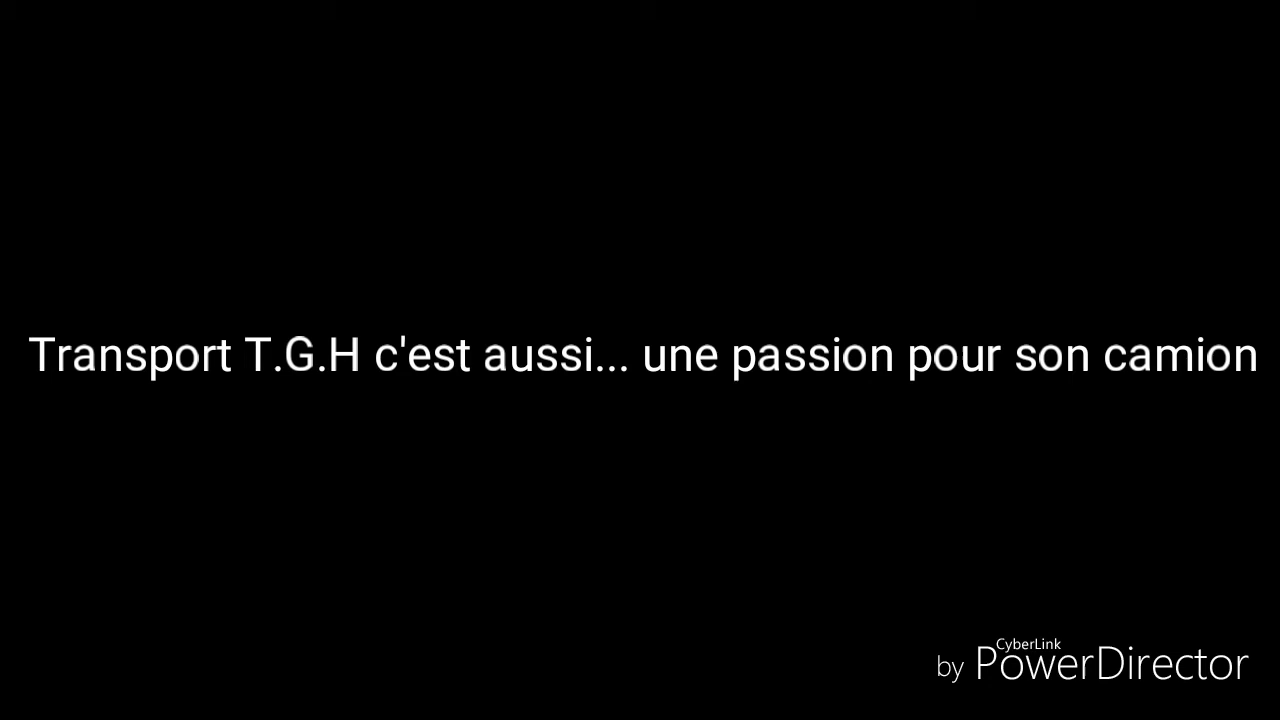 Transport T.G.H c'est aussi... une passion pour son camion
CyberLink
by PowerDirector